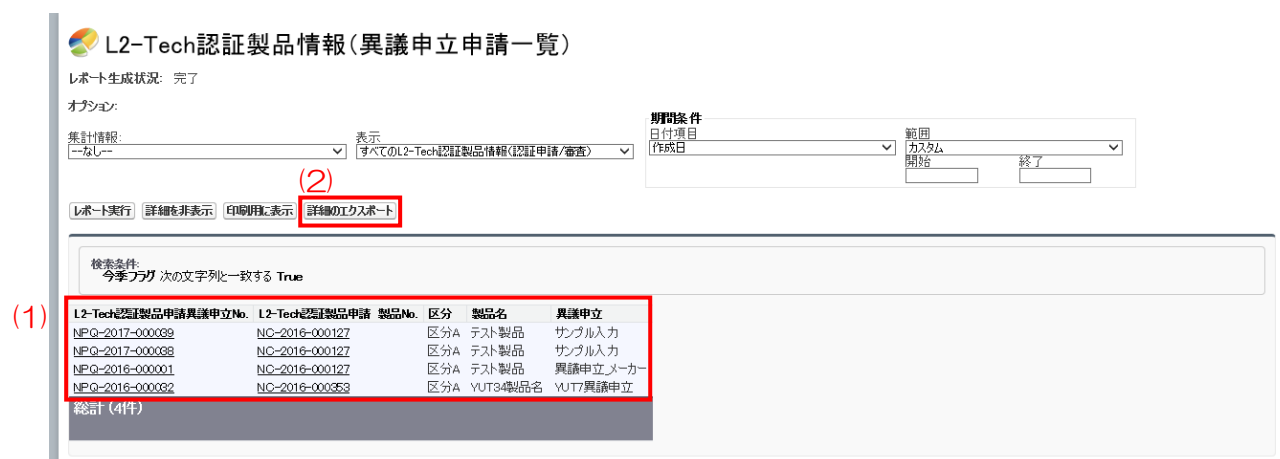 L2-Tech認証製品情報(異議申立申請一覧)
レポート生成状況: 完了
オプション:
集計情報:
--なし--
表示
すべてのL2-Tech認証製品情報(認証申請/審査)
期間条件
日付項目
作成日
範囲
カスタム
開始
終了
(2)
レポート実行 詳細を非表示 印刷用に表示 詳細のエクスポート
検索条件:
今季フラグ 次の文字列と一致する True
(1)
L2-Tech認証製品申請異議申立No. L2-Tech認証製品申請 製品No. 区分 製品名 異議申立
NPQ-2017-000039 NC-2016-000127 区分A テスト製品 サンプル入力
NPQ-2017-000038 NC-2016-000127 区分A テスト製品 サンプル入力
NPQ-2016-000001 NC-2016-000127 区分A テスト製品 異議申立_メーカー
NPQ-2016-000032 NC-2016-000353 区分A YUT34製品名 YUT7異議申立
総計 (4件)